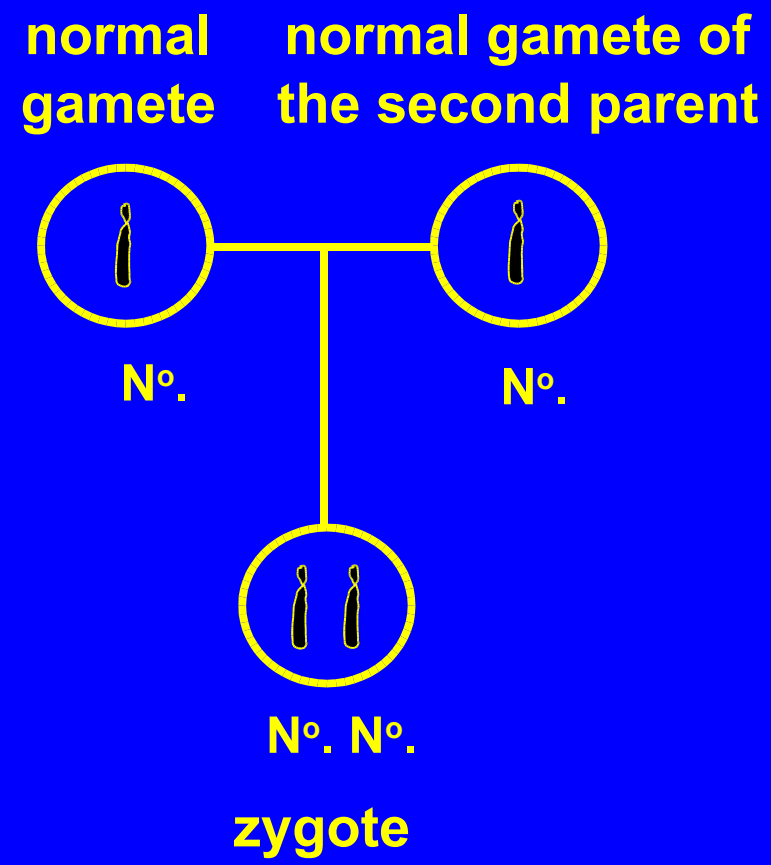 normal
gamete
normal gamete of
the second parent
Nº.
Nº.
Nº. Nº.
zygote